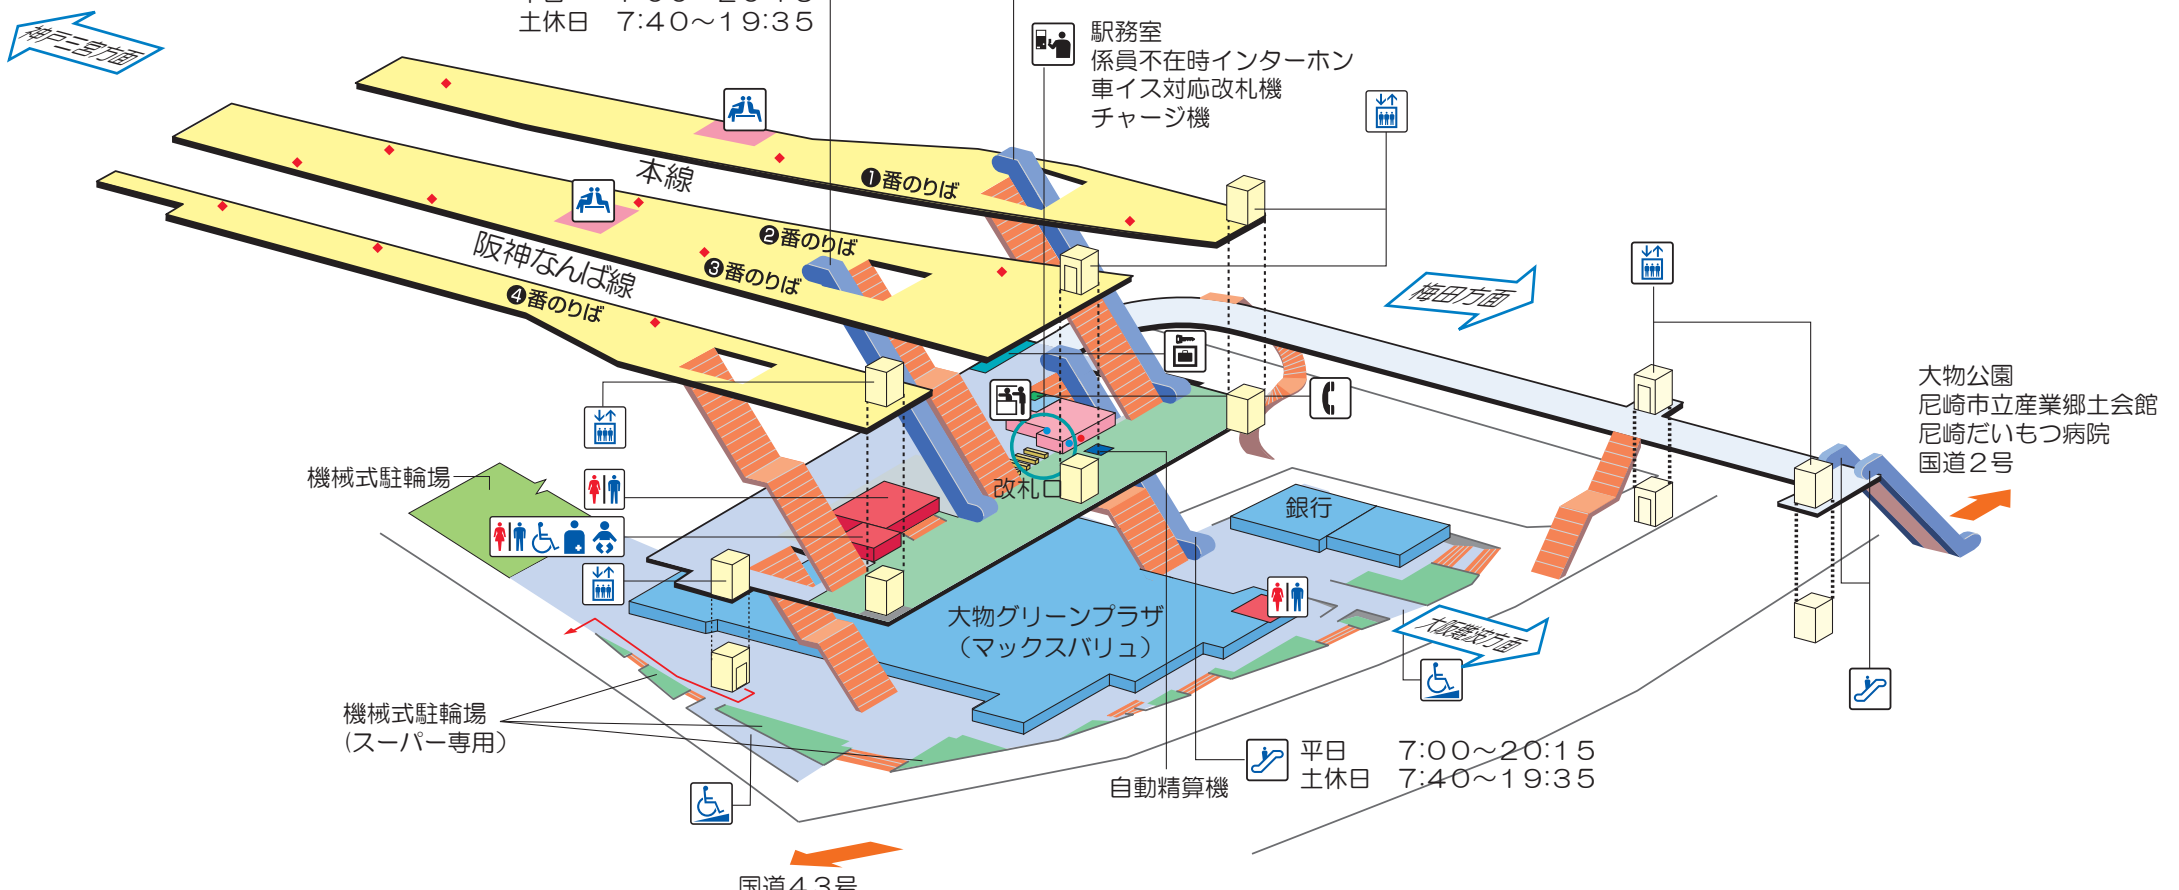 土休日 7:40～19:35
神戸三宮方面
駅務室
係員不在時インターホン
車イス対応改札機
チャージ機
本線
❶番のりば
❷番のりば
阪神なんば線
❸番のりば
❹番のりば
梅田方面
大物公園
尼崎市立産業郷土会館
尼崎だいもつ病院
国道2号
機械式駐輪場
改札口
銀行
大物グリーンプラザ
（マックスバリュ）
大阪難波方面
機械式駐輪場
(スーパー専用)
平日 7:00～20:15
土休日 7:40～19:35
自動精算機
国道43号